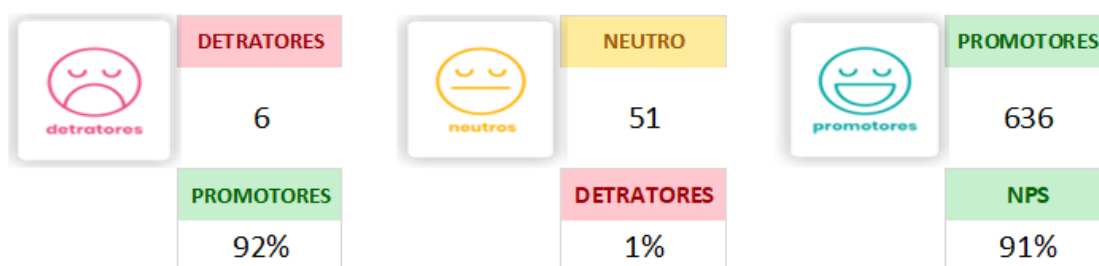 DETRATORES
NEUTRO
PROMOTORES
detratores
6
neutros
51
promotores
636
PROMOTORES
DETRATORES
NPS
92%
1%
91%